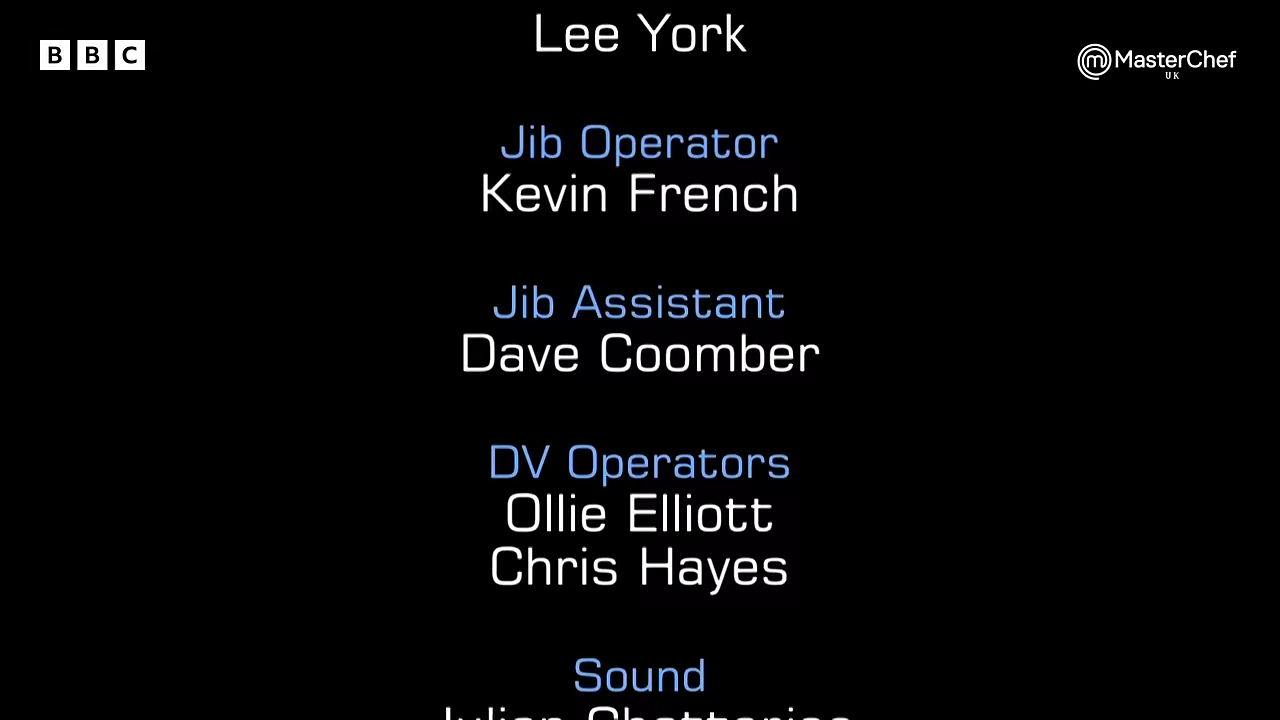 Lee York
BBC
MasterChef
UK
Jib Operator
Kevin French
Jib Assistant
Dave Coomber
DV Operators
Ollie Elliott
Chris Hayes
Sound